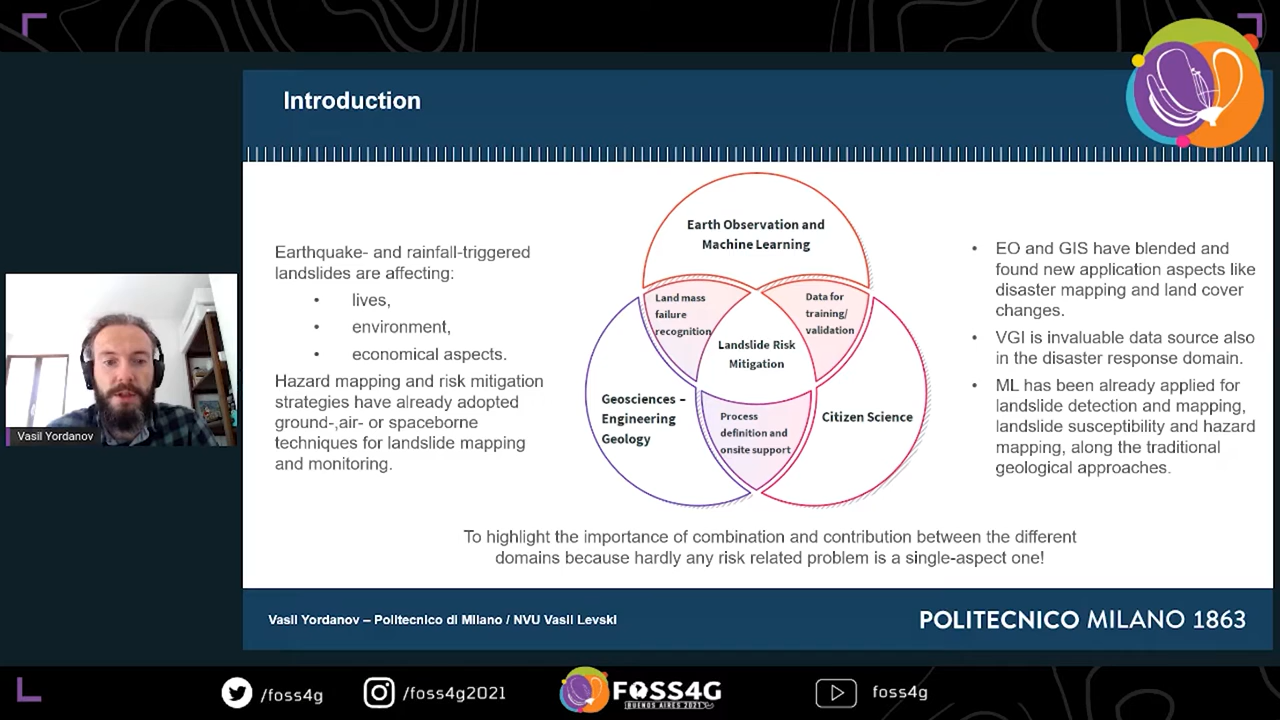 Introduction
Earthquake- and rainfall-triggered
landslides are affecting:
• lives,
• environment,
• economical aspects.
Hazard mapping and risk mitigation
strategies have already adopted
ground-,air- or spaceborne
techniques for landslide mapping
and monitoring.
Earth Observation and
Machine Learning
Land mass
failure
recognition
Data for
training/
validation
Landslide Risk
Mitigation
Geosciences –
Engineering
Geology
Process
definition and
onsite support
Citizen Science
• EO and GIS have blended and
found new application aspects like
disaster mapping and land cover
changes.
• VGI is invaluable data source also
in the disaster response domain.
• ML has been already applied for
landslide detection and mapping,
landslide susceptibility and hazard
mapping, along the traditional
geological approaches.
To highlight the importance of combination and contribution between the different
domains because hardly any risk related problem is a single-aspect one!
Vasil Yordanov
Vasil Yordanov – Politecnico di Milano / NVU Vasil Levski
POLITECNICO MILANO 1863
/foss4g
/foss4g2021
FOSS4G
BUENOS AIRES 2021
foss4g